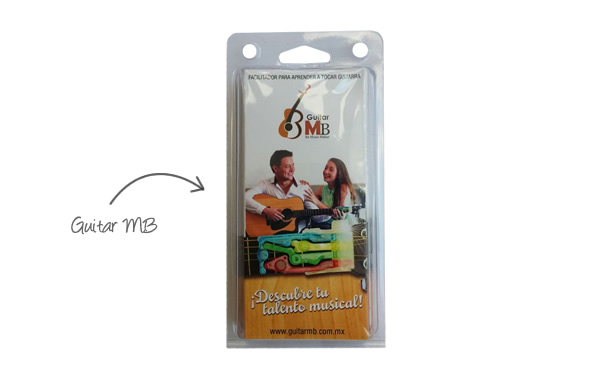 FACILITADOR PARA APRENDER A TOCAR GUITARRA
Guitar
MB
Guitar MB
¡Descubre tu
talento musical!
www.guitarmb.com.mx